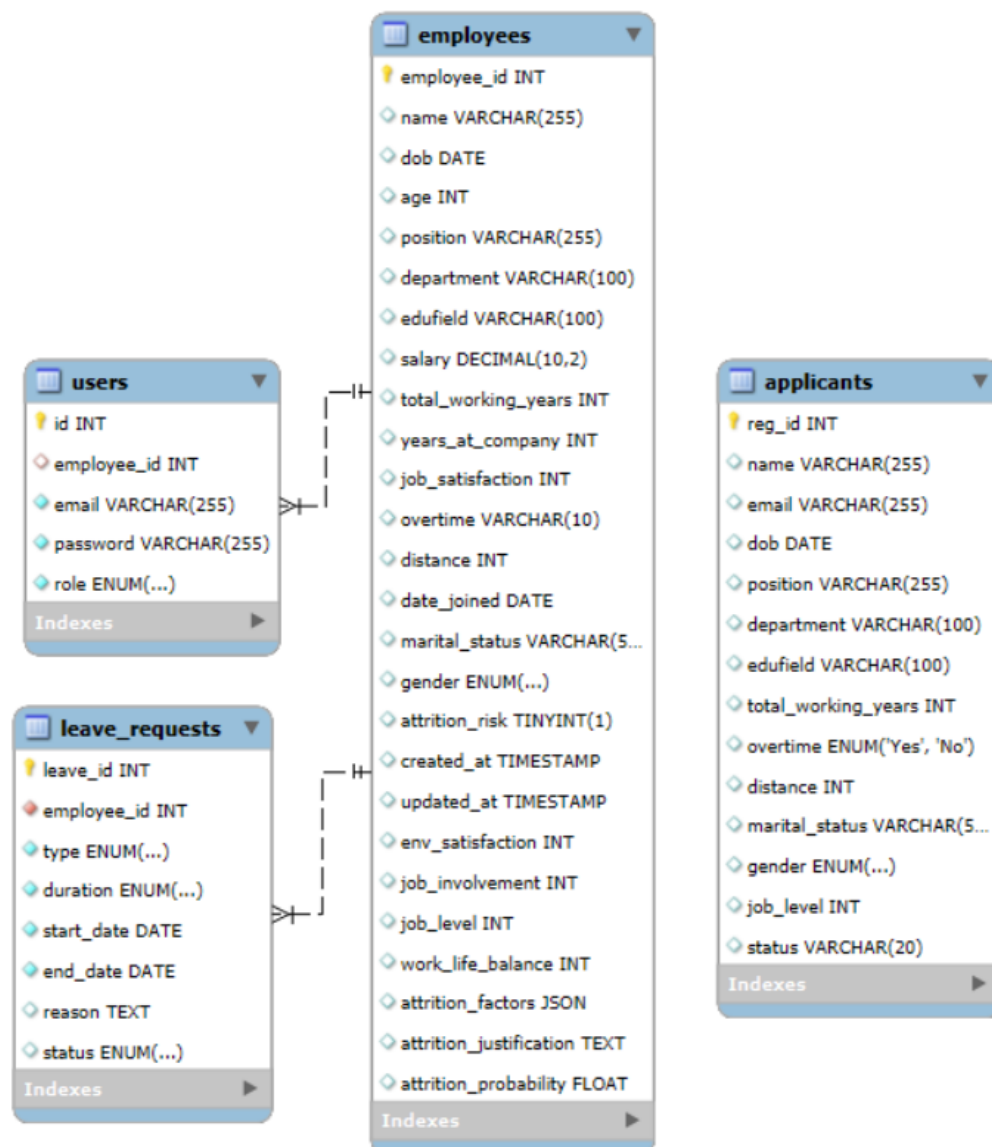 employees
employee_id INT
name VARCHAR(255)
dob DATE
age INT
position VARCHAR(255)
department VARCHAR(100)
edufield VARCHAR(100)
salary DECIMAL(10,2)
total_working_years INT
years_at_company INT
job_satisfaction INT
overtime VARCHAR(10)
distance INT
date_joined DATE
marital_status VARCHAR(5...
gender ENUM(...)
attrition_risk TINYINT(1)
created_at TIMESTAMP
updated_at TIMESTAMP
env_satisfaction INT
job_involvement INT
job_level INT
work_life_balance INT
attrition_factors JSON
attrition_justification TEXT
attrition_probability FLOAT
Indexes
users
id INT
employee_id INT
email VARCHAR(255)
password VARCHAR(255)
role ENUM(...)
Indexes
leave_requests
leave_id INT
employee_id INT
type ENUM(...)
duration ENUM(...)
start_date DATE
end_date DATE
reason TEXT
status ENUM(...)
Indexes
applicants
reg_id INT
name VARCHAR(255)
email VARCHAR(255)
dob DATE
position VARCHAR(255)
department VARCHAR(100)
edufield VARCHAR(100)
total_working_years INT
overtime ENUM('Yes', 'No')
distance INT
marital_status VARCHAR(5...
gender ENUM(...)
job_level INT
status VARCHAR(20)
Indexes